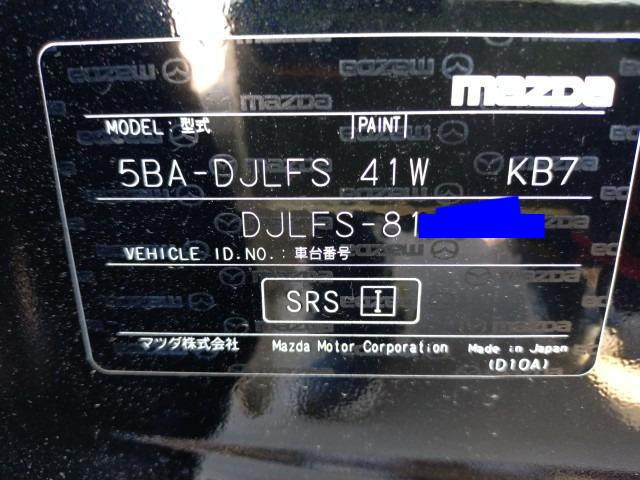 mazda
MODEL 型式 PAINT
5BA-DJLFS 41W KB7
DJLFS-81
VEHICLE ID.NO.: 車台番号
SRS I
マツダ株式会社 Mazda Motor Corporation Made in Japan
(D10A)